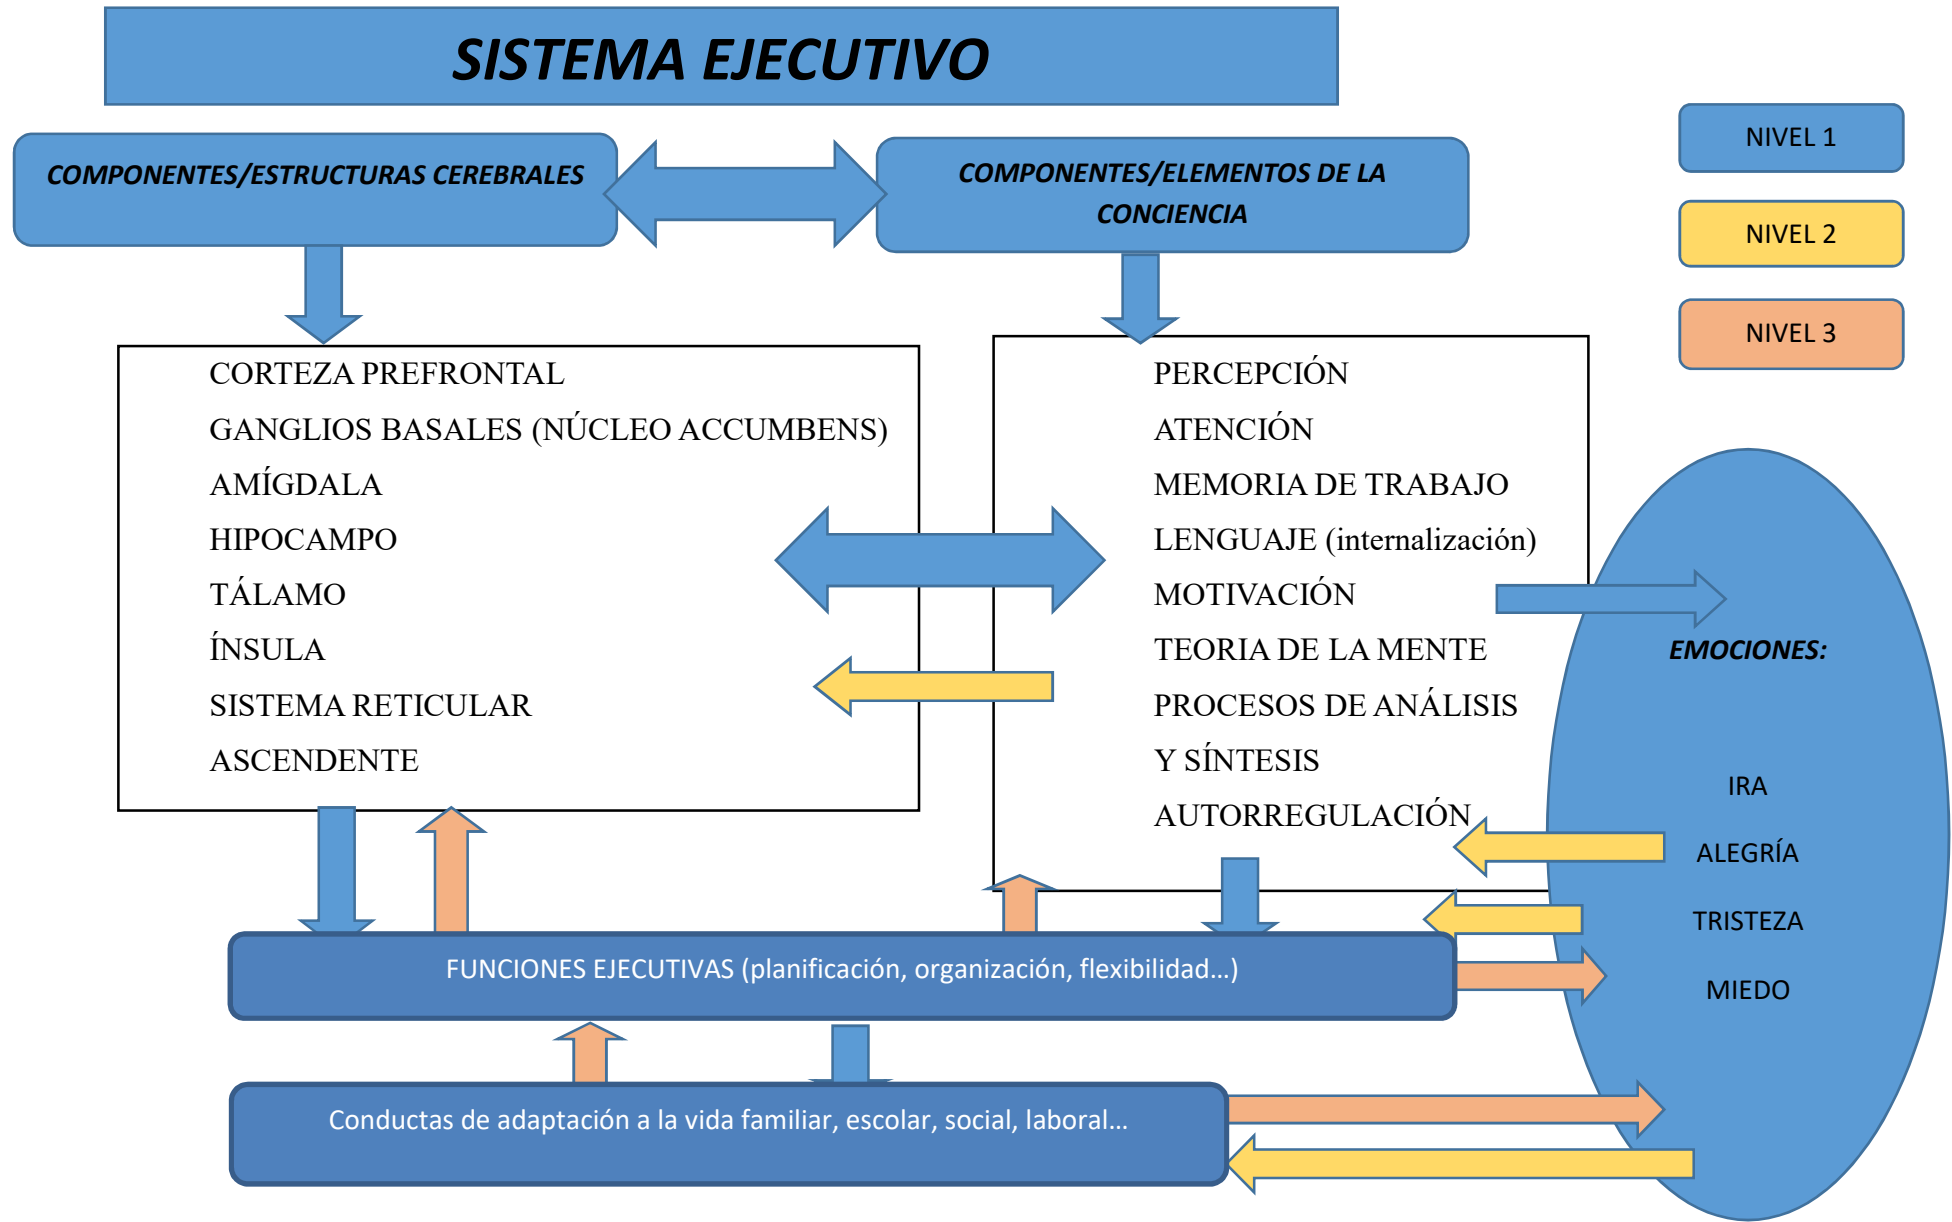 SISTEMA EJECUTIVO
COMPONENTES/ESTRUCTURAS CEREBRALES
COMPONENTES/ELEMENTOS DE LA
CONCIENCIA
NIVEL 1
NIVEL 2
NIVEL 3
CORTEZA PREFRONTAL
GANGLIOS BASALES (NÚCLEO ACCUMBENS)
AMÍGDALA
HIPOCAMPO
TÁLAMO
ÍNSULA
SISTEMA RETICULAR
ASCENDENTE
PERCEPCIÓN
ATENCIÓN
MEMORIA DE TRABAJO
LENGUAJE (internalización)
MOTIVACIÓN
TEORIA DE LA MENTE
PROCESOS DE ANÁLISIS
Y SÍNTESIS
AUTORREGULACIÓN
EMOCIONES:
IRA
ALEGRÍA
TRISTEZA
MIEDO
FUNCIONES EJECUTIVAS (planificación, organización, flexibilidad…)
Conductas de adaptación a la vida familiar, escolar, social, laboral…